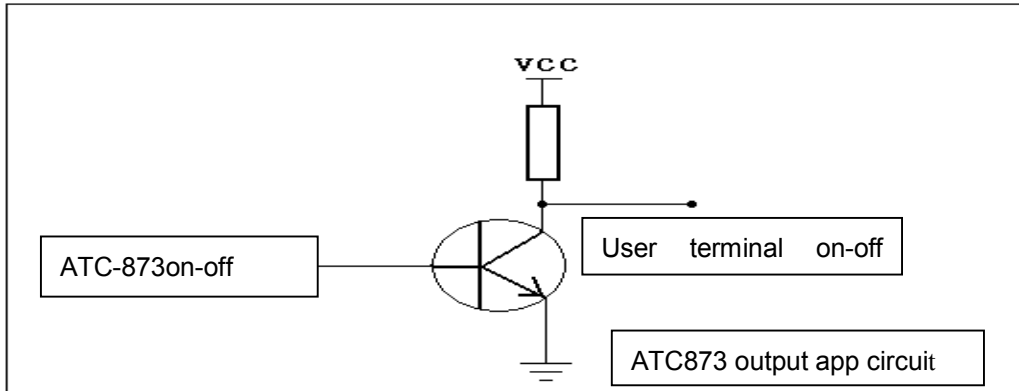 VCC
ATC-873on-off
User terminal on-off
ATC873 output app circuit